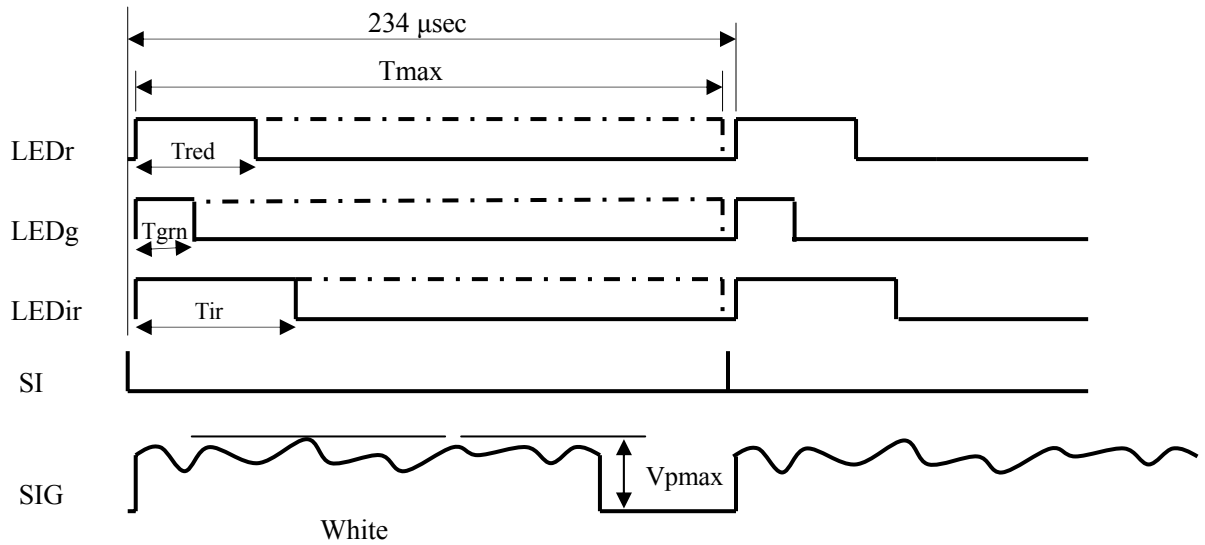 234 μsec
Tmax
LEDr
Tred
LEDg
Tgrn
LEDir
Tir
SI
SIG
Vpmax
White